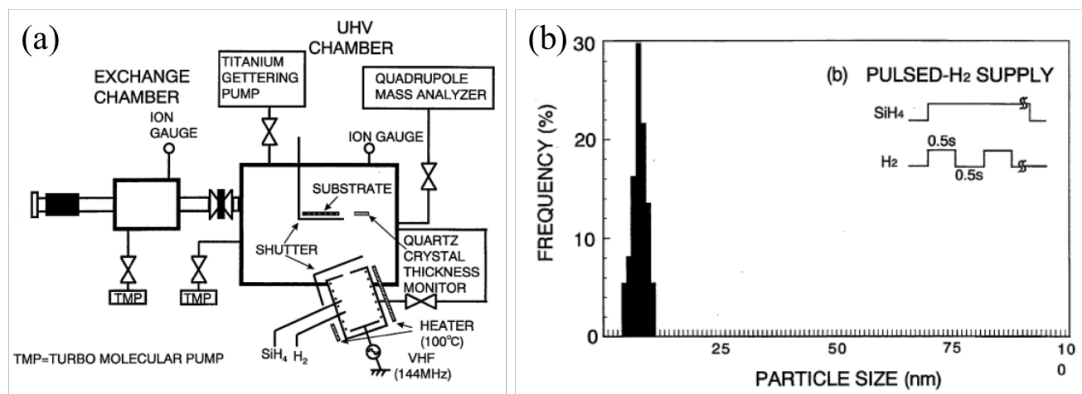 (a)
UHV
CHAMBER
TITANIUM
GETTERING
PUMP
QUADRUPOLE
MASS ANALYZER
EXCHANGE
CHAMBER
ION
GAUGE
ION GAUGE
SUBSTRATE
SHUTTER
QUARTZ
CRYSTAL
THICKNESS
MONITOR
TMP
TMP
HEATER
(100℃)
SiH4 H2
VHF
(144MHz)
TMP=TURBO MOLECULAR PUMP
(b)
30
(b) PULSED-H2 SUPPLY
SiH4
0.5s
H2
0.5s
20
10
0
FREQUENCY (%)
25
50
75
10
0
PARTICLE SIZE (nm)